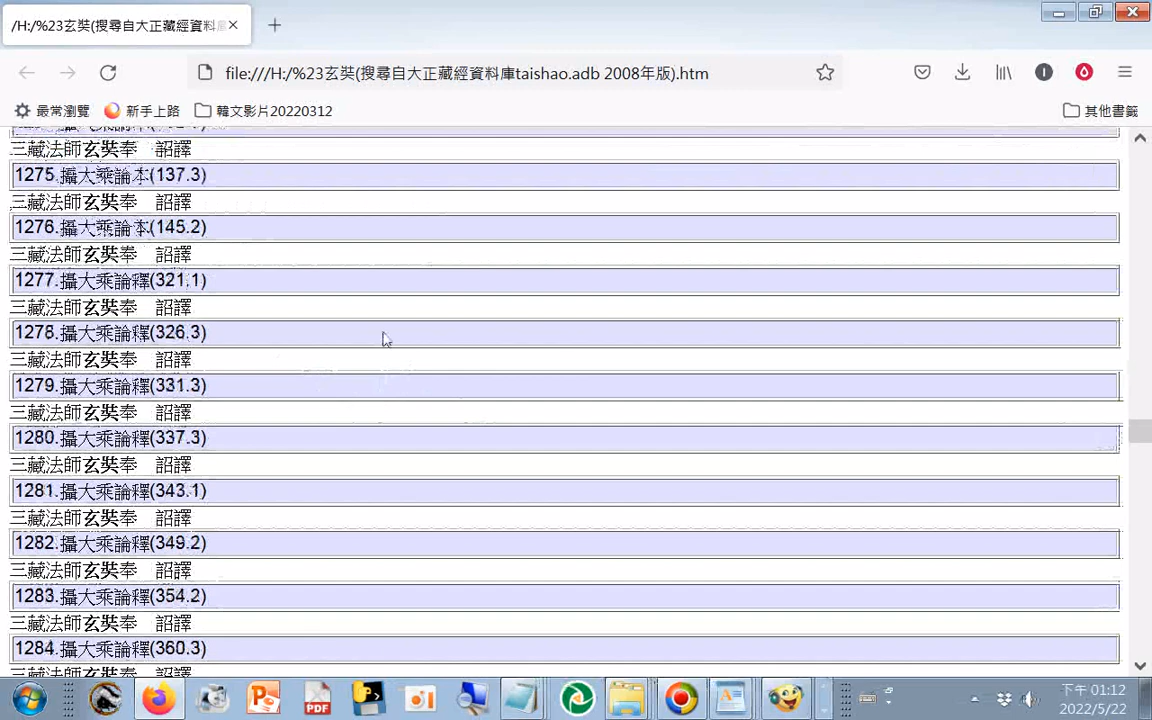 /H:/%23玄奘(搜尋自大正藏經資料庫
file:///H:/%23玄奘(搜尋自大正藏經資料庫taishao.adb 2008年版).htm
最常瀏覽 新手上路 韓文影片20220312 其他書籤
三藏法師玄奘奉　詔譯
1275.攝大乘論本(137.3)
三藏法師玄奘奉　詔譯
1276.攝大乘論本(145.2)
三藏法師玄奘奉　詔譯
1277.攝大乘論釋(321.1)
三藏法師玄奘奉　詔譯
1278.攝大乘論釋(326.3)
三藏法師玄奘奉　詔譯
1279.攝大乘論釋(331.3)
三藏法師玄奘奉　詔譯
1280.攝大乘論釋(337.3)
三藏法師玄奘奉　詔譯
1281.攝大乘論釋(343.1)
三藏法師玄奘奉　詔譯
1282.攝大乘論釋(349.2)
三藏法師玄奘奉　詔譯
1283.攝大乘論釋(354.2)
三藏法師玄奘奉　詔譯
1284.攝大乘論釋(360.3)
三藏法師玄奘奉　詔譯
PDF
下午 01:12
2022/5/22